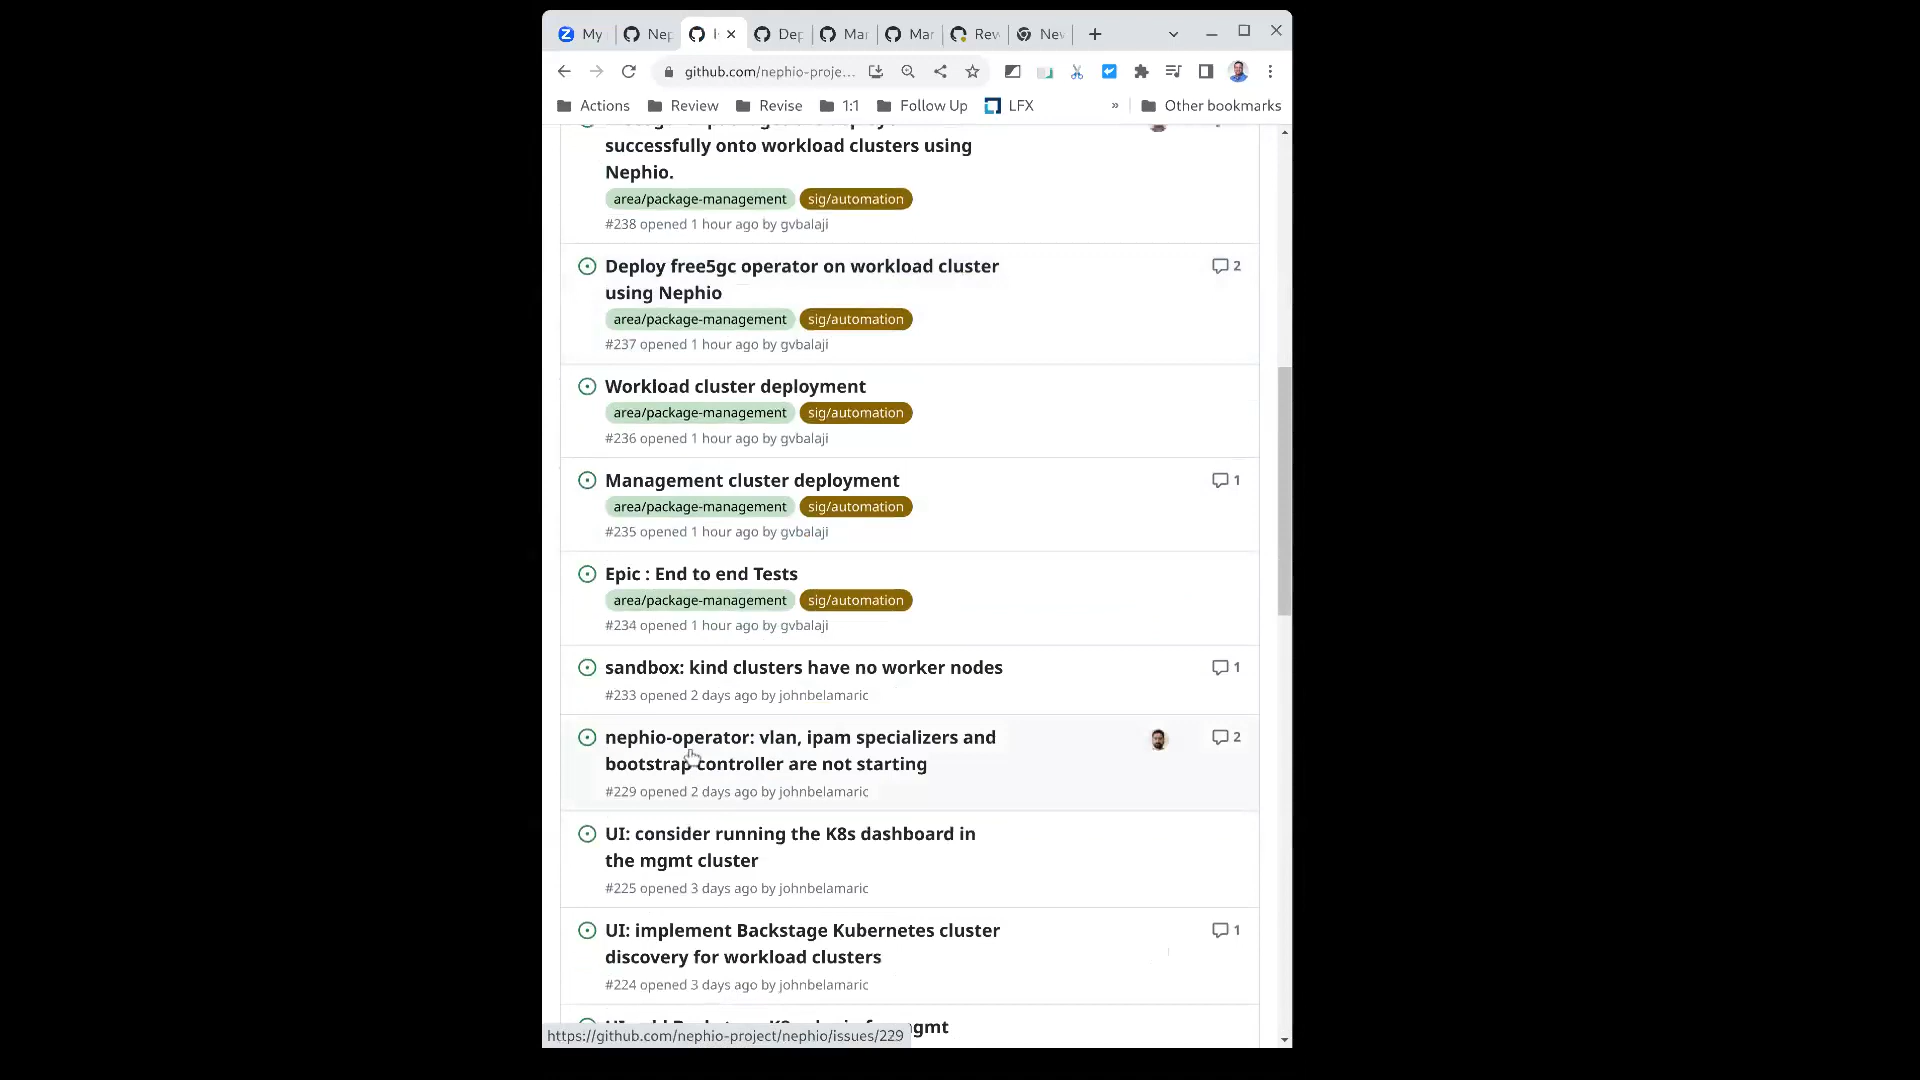 My
Nep
I-
Dep
Mar
Mar
Rev
Nev
github.com/nephio-proje...
Actions
Review
Revise
1:1
Follow Up
LFX
»
Other bookmarks
successfully onto workload clusters using
Nephio.
area/package-management sig/automation
#238 opened 1 hour ago by gvbalaji
Deploy free5gc operator on workload cluster
2
using Nephio
area/package-management sig/automation
#237 opened 1 hour ago by gvbalaji
Workload cluster deployment
area/package-management sig/automation
#236 opened 1 hour ago by gvbalaji
Management cluster deployment
1
area/package-management sig/automation
#235 opened 1 hour ago by gvbalaji
Epic : End to end Tests
area/package-management sig/automation
#234 opened 1 hour ago by gvbalaji
sandbox: kind clusters have no worker nodes
1
#233 opened 2 days ago by johnbelamaric
nephio-operator: vlan, ipam specializers and
2
bootstrap controller are not starting
#229 opened 2 days ago by johnbelamaric
UI: consider running the K8s dashboard in
the mgmt cluster
#225 opened 3 days ago by johnbelamaric
UI: implement Backstage Kubernetes cluster
1
discovery for workload clusters
#224 opened 3 days ago by johnbelamaric
mgmt
https://github.com/nephio-project/nephio/issues/229